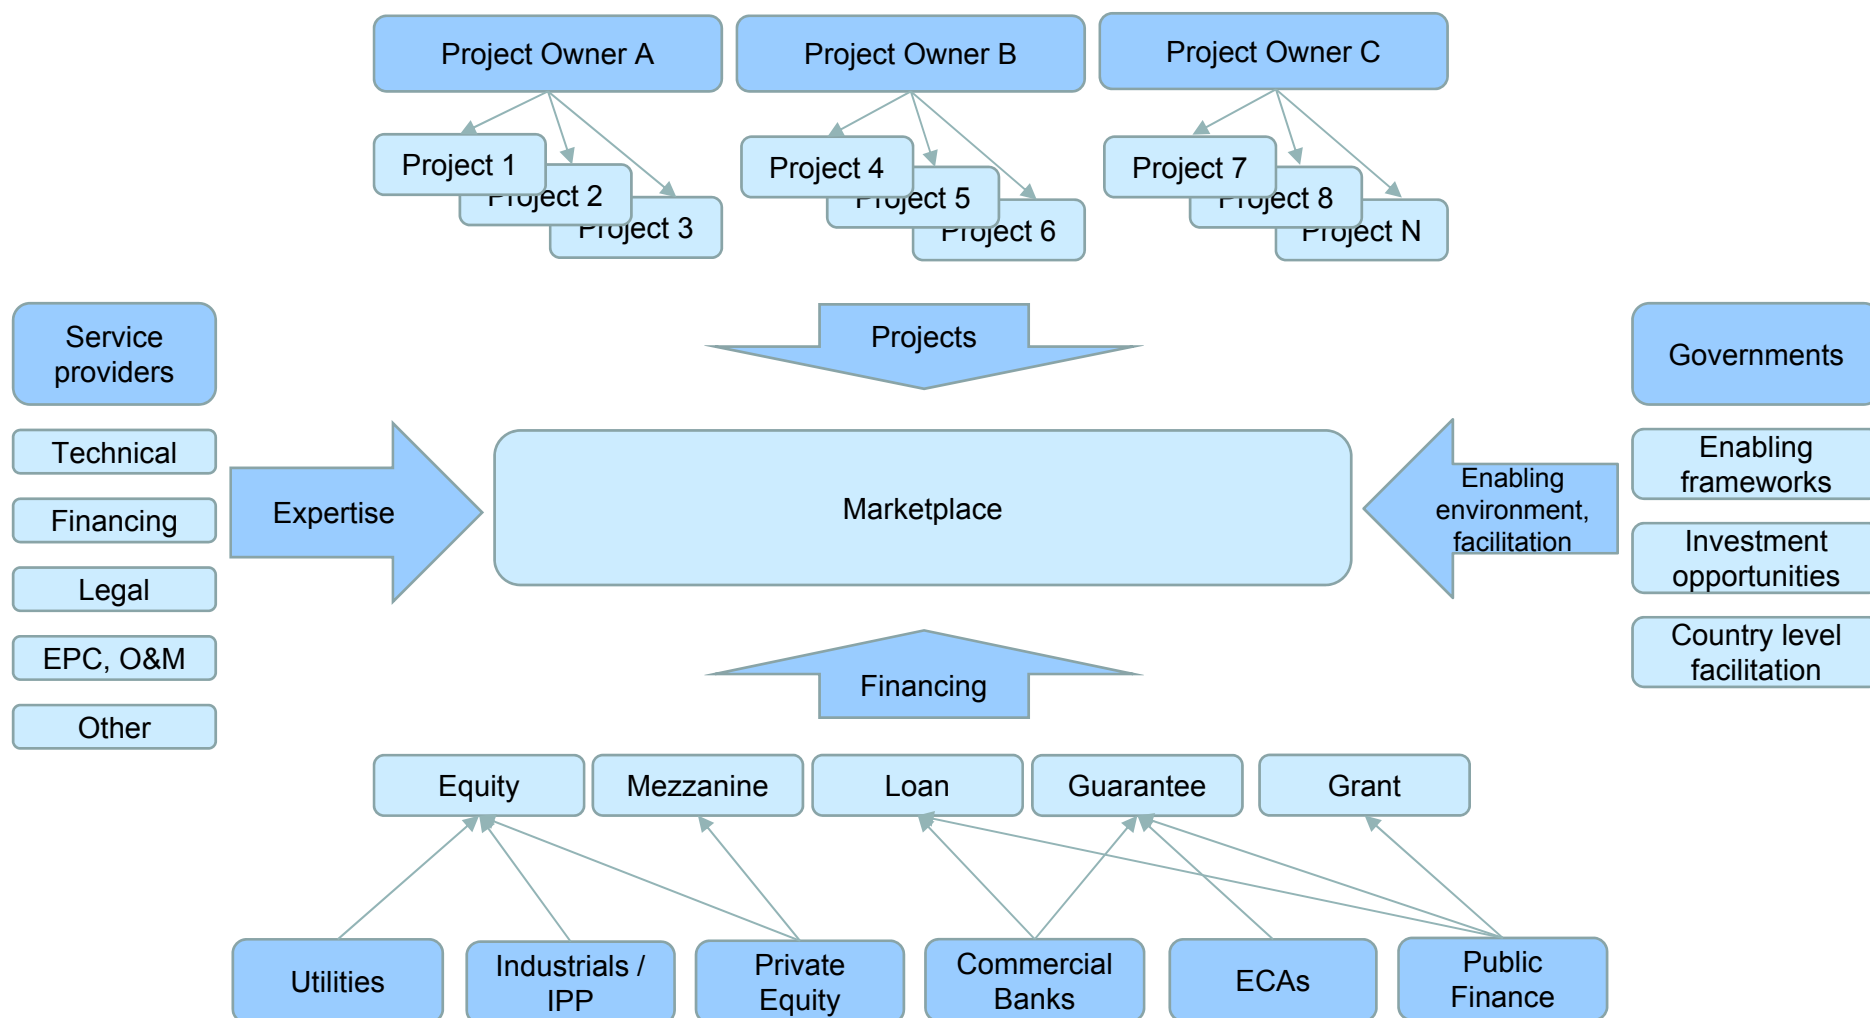 Project Owner A
Project Owner B
Project Owner C
Project 1
Project 2
Project 3
Project 4
Project 5
Project 6
Project 7
Project 8
Project N
Service
providers
Technical
Financing
Legal
EPC, O&M
Other
Projects
Expertise
Marketplace
Enabling
environment,
facilitation
Financing
Governments
Enabling
frameworks
Investment
opportunities
Country level
facilitation
Equity
Mezzanine
Loan
Guarantee
Grant
Utilities
Industrials /
IPP
Private
Equity
Commercial
Banks
ECAs
Public
Finance